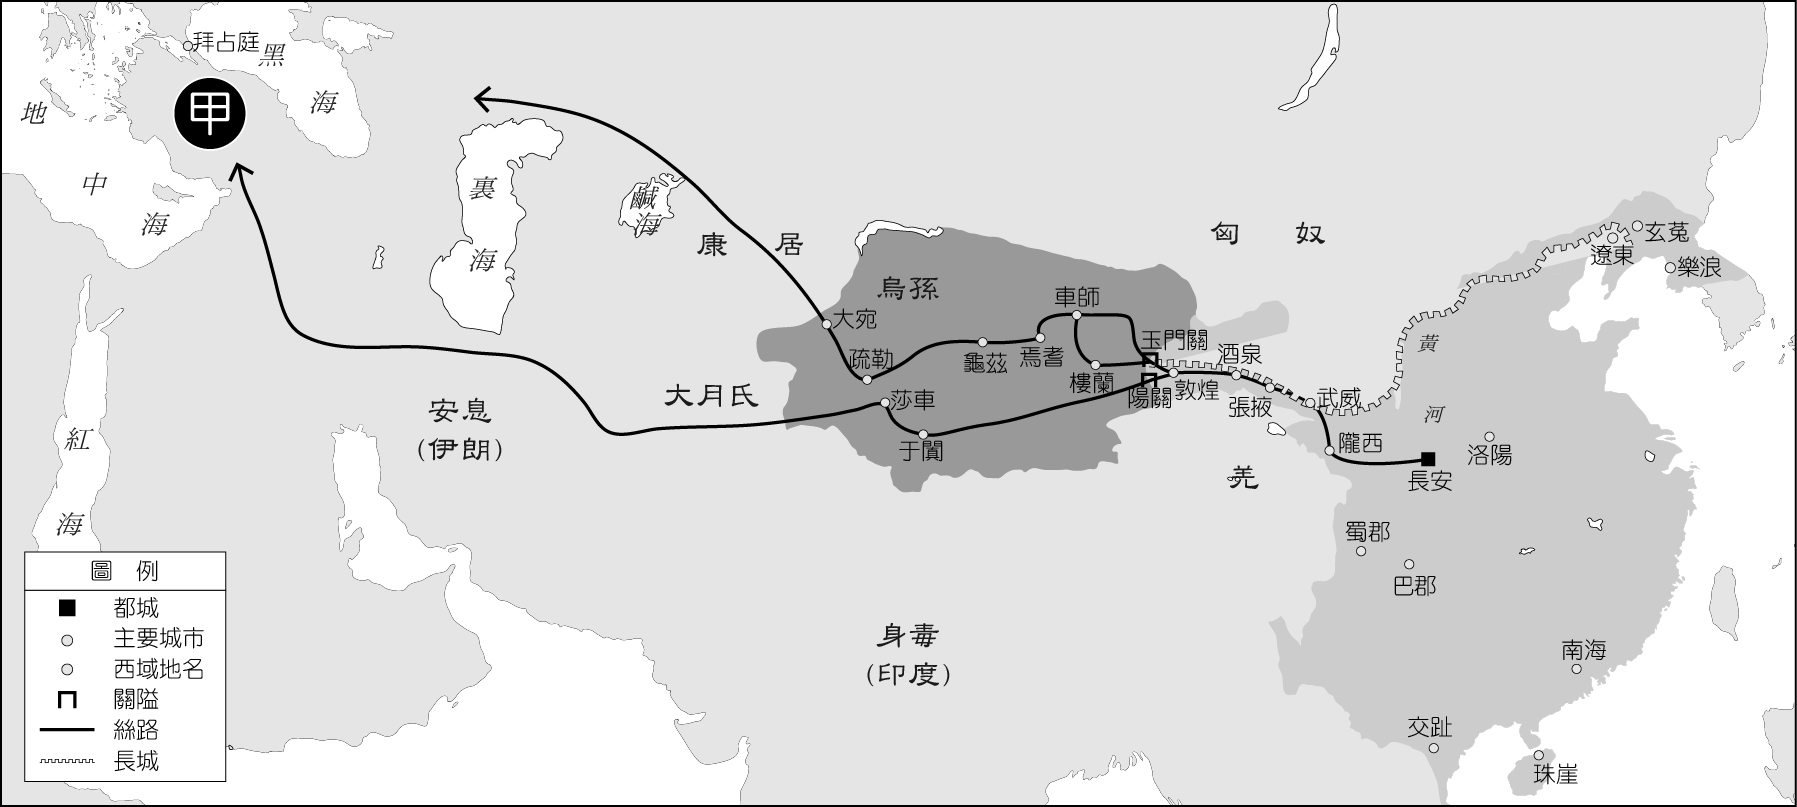 拜占庭
黑
海
地
中
海
甲
裏
海
鹹
海
康居
匈奴
玄菟
遼東
樂浪
烏孫
車師
大宛
玉門關
黃
河
疏勒
龜茲
焉耆
樓蘭
酒泉
陽關
敦煌
張掖
武威
大月氏
莎車
安息
(伊朗)
于闐
隴西
洛陽
長安
羌
紅
海
蜀郡
巴郡
身毒
(印度)
南海
交趾
珠崖
圖例
都城
主要城市
西域地名
關隘
絲路
長城